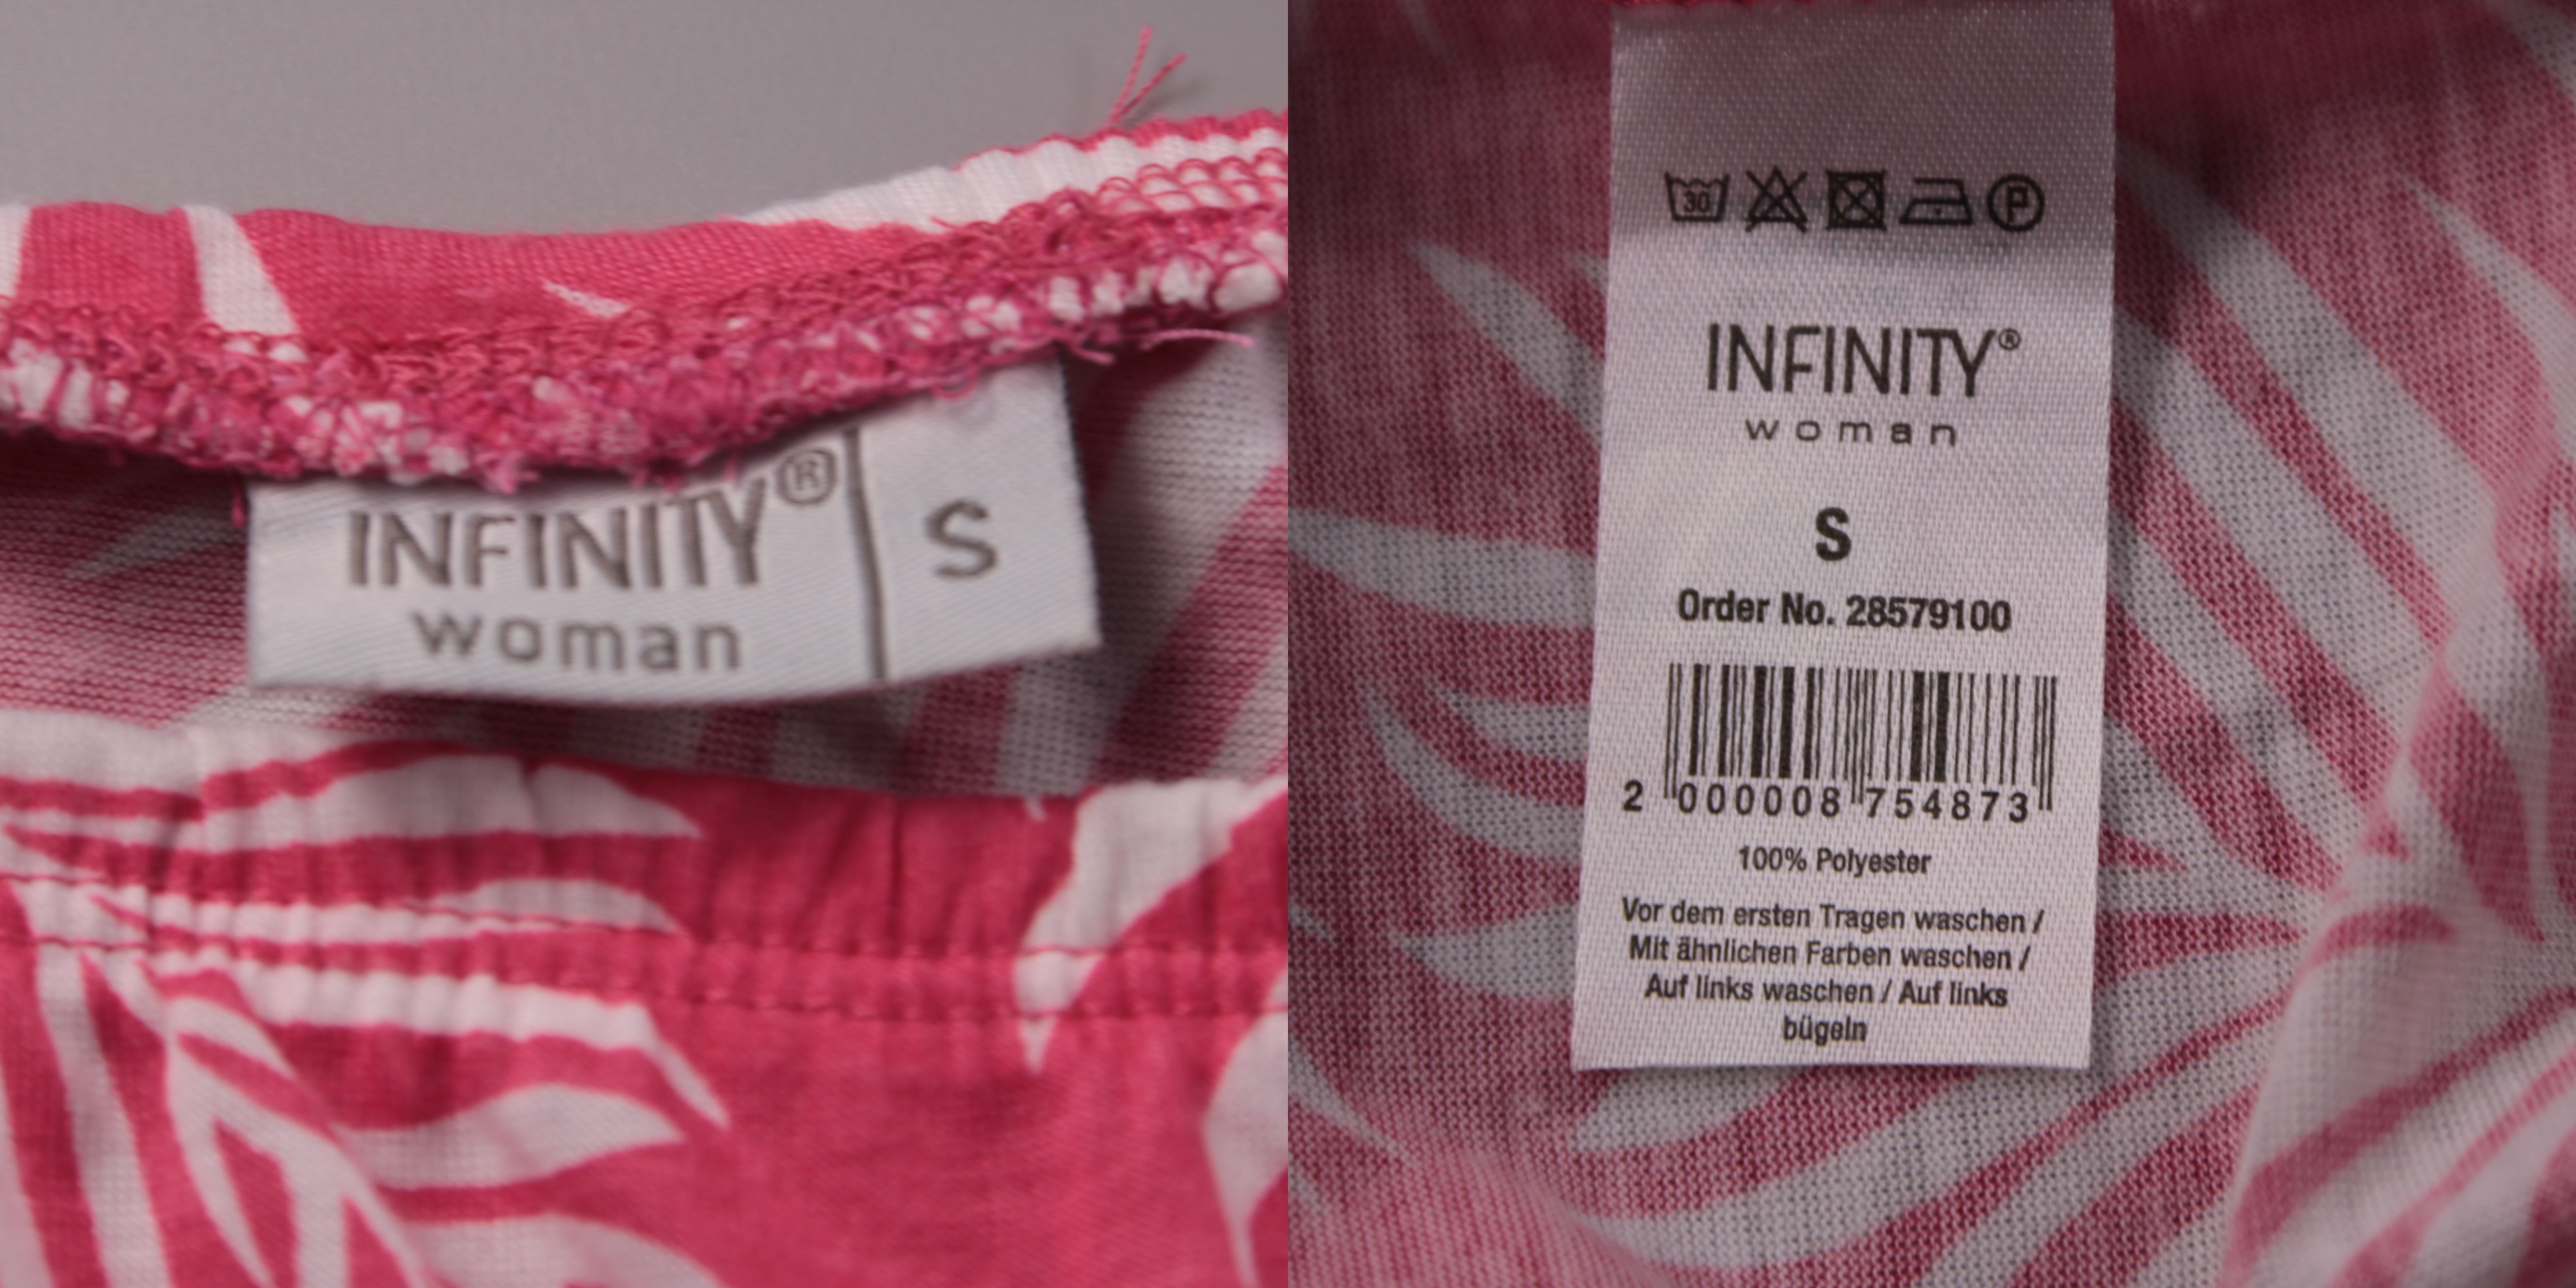 INFINITY® S
woman
30 P
INFINITY®
woman
S
Order No. 28579100
2 000008 754873
100% Polyester
Vor dem ersten Tragen waschen /
Mit ähnlichen Farben waschen /
Auf links waschen / Auf links
bügeln